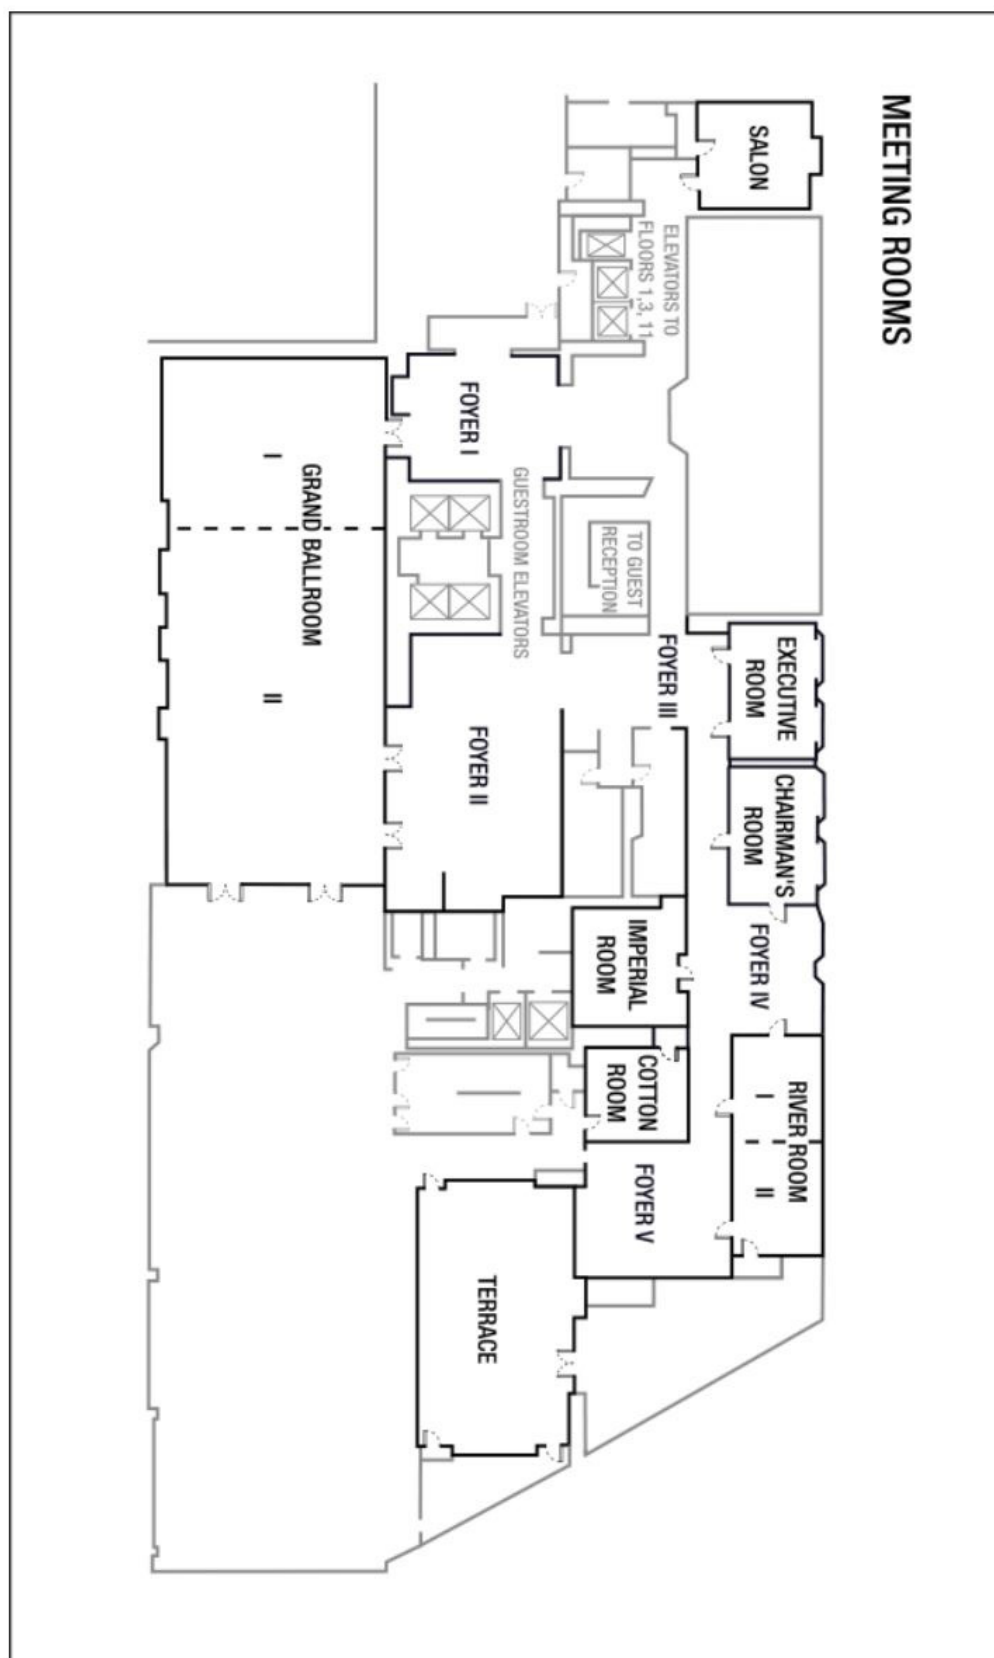 MEETING ROOMS
SALON
ELEVATORS TO
FLOORS 1,3, 11
EXECUTIVE
ROOM
CHAIRMAN'S
ROOM
FOYER IV
RIVER ROOM
I
II
TO GUEST
RECEPTION
FOYER III
IMPERIAL
ROOM
COTTON
ROOM
FOYER V
FOYER I
GUESTROOM ELEVATORS
FOYER II
TERRACE
GRAND BALLROOM
I
II